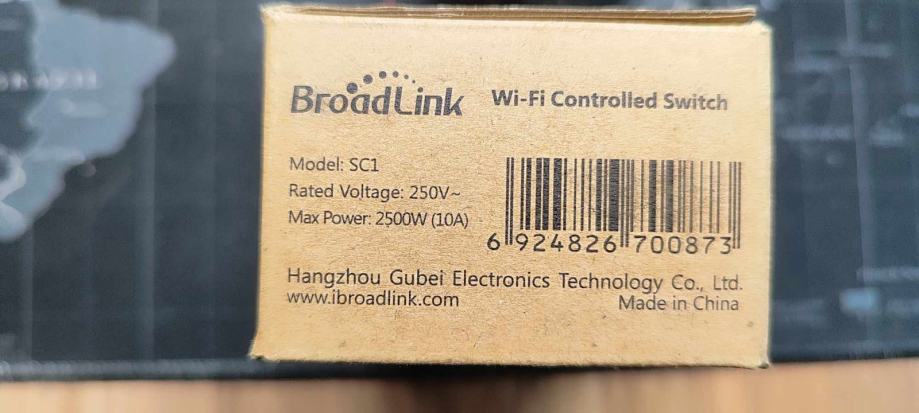 BroadLink Wi-Fi Controlled Switch
Model: SC1
Rated Voltage: 250V~
Max Power: 2500W (10A)
6 924826 700873
Hangzhou Gubei Electronics Technology Co., Ltd.
www.ibroadlink.com
Made in China